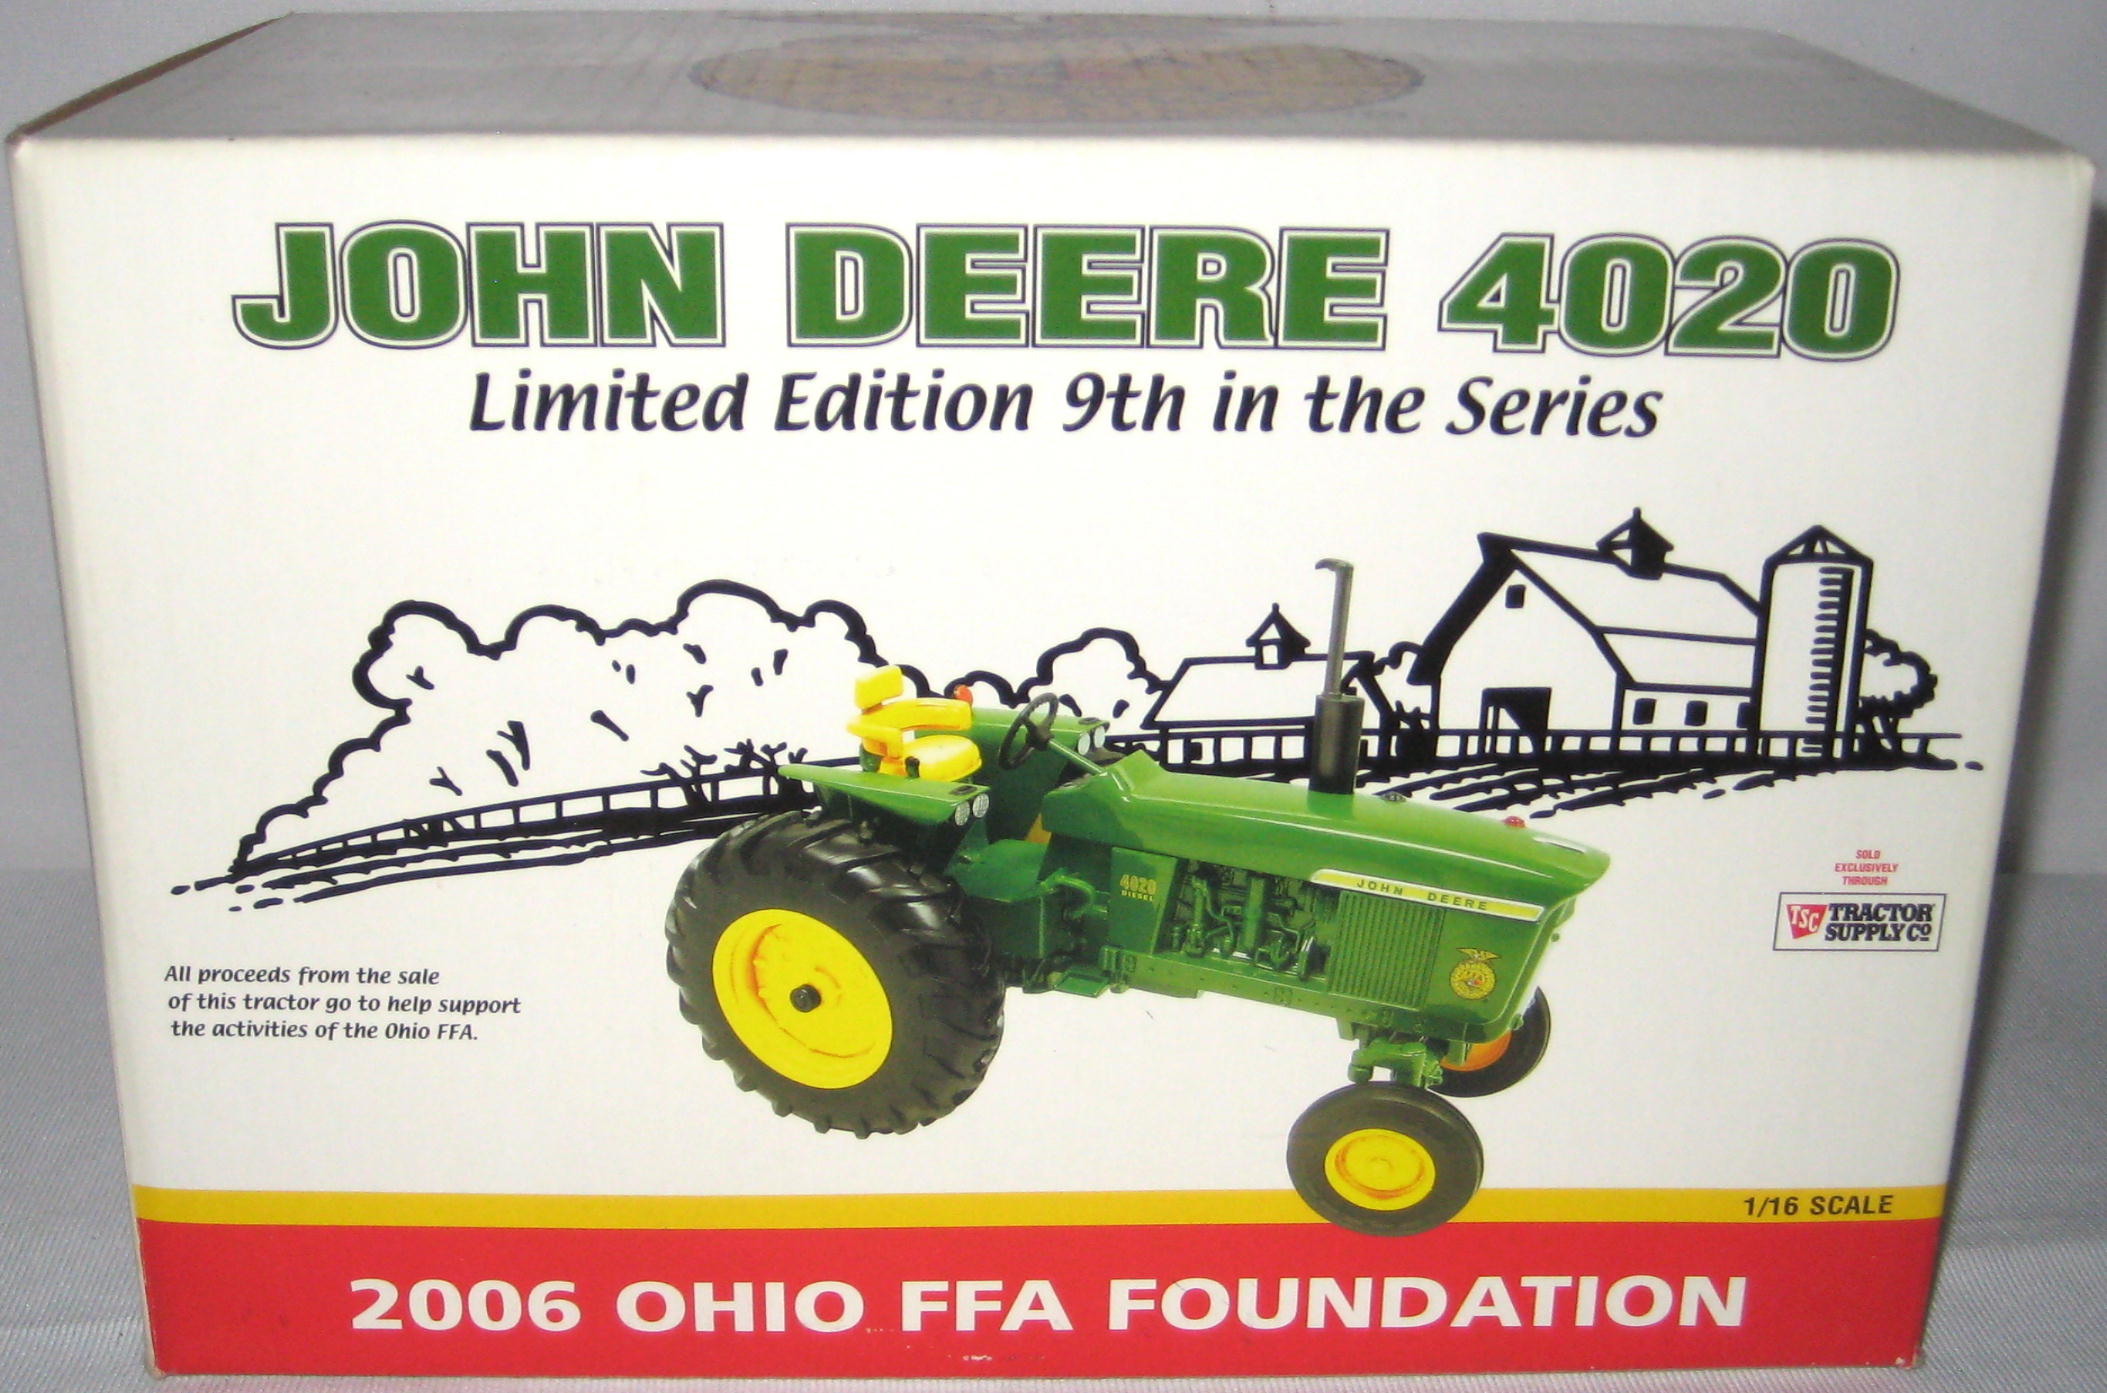 JOHN DEERE 4020
Limited Edition 9th in the Series
4020
DIESEL
JOHN DEERE
SOLD
EXCLUSIVELY
THROUGH
TSC TRACTOR
SUPPLY CO
All proceeds from the sale
of this tractor go to help support
the activities of the Ohio FFA.
1/16 SCALE
2006 OHIO FFA FOUNDATION